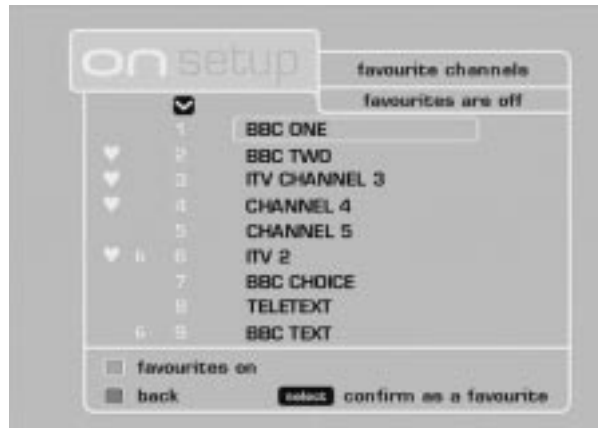 on setup
favourite channels
favourites are off
1 BBC ONE
2 BBC TWO
3 ITV CHANNEL 3
4 CHANNEL 4
5 CHANNEL 5
6 6 ITV 2
7 BBC CHOICE
8 TELETEXT
6 9 BBC TEXT
favourites on
back
select confirm as a favourite